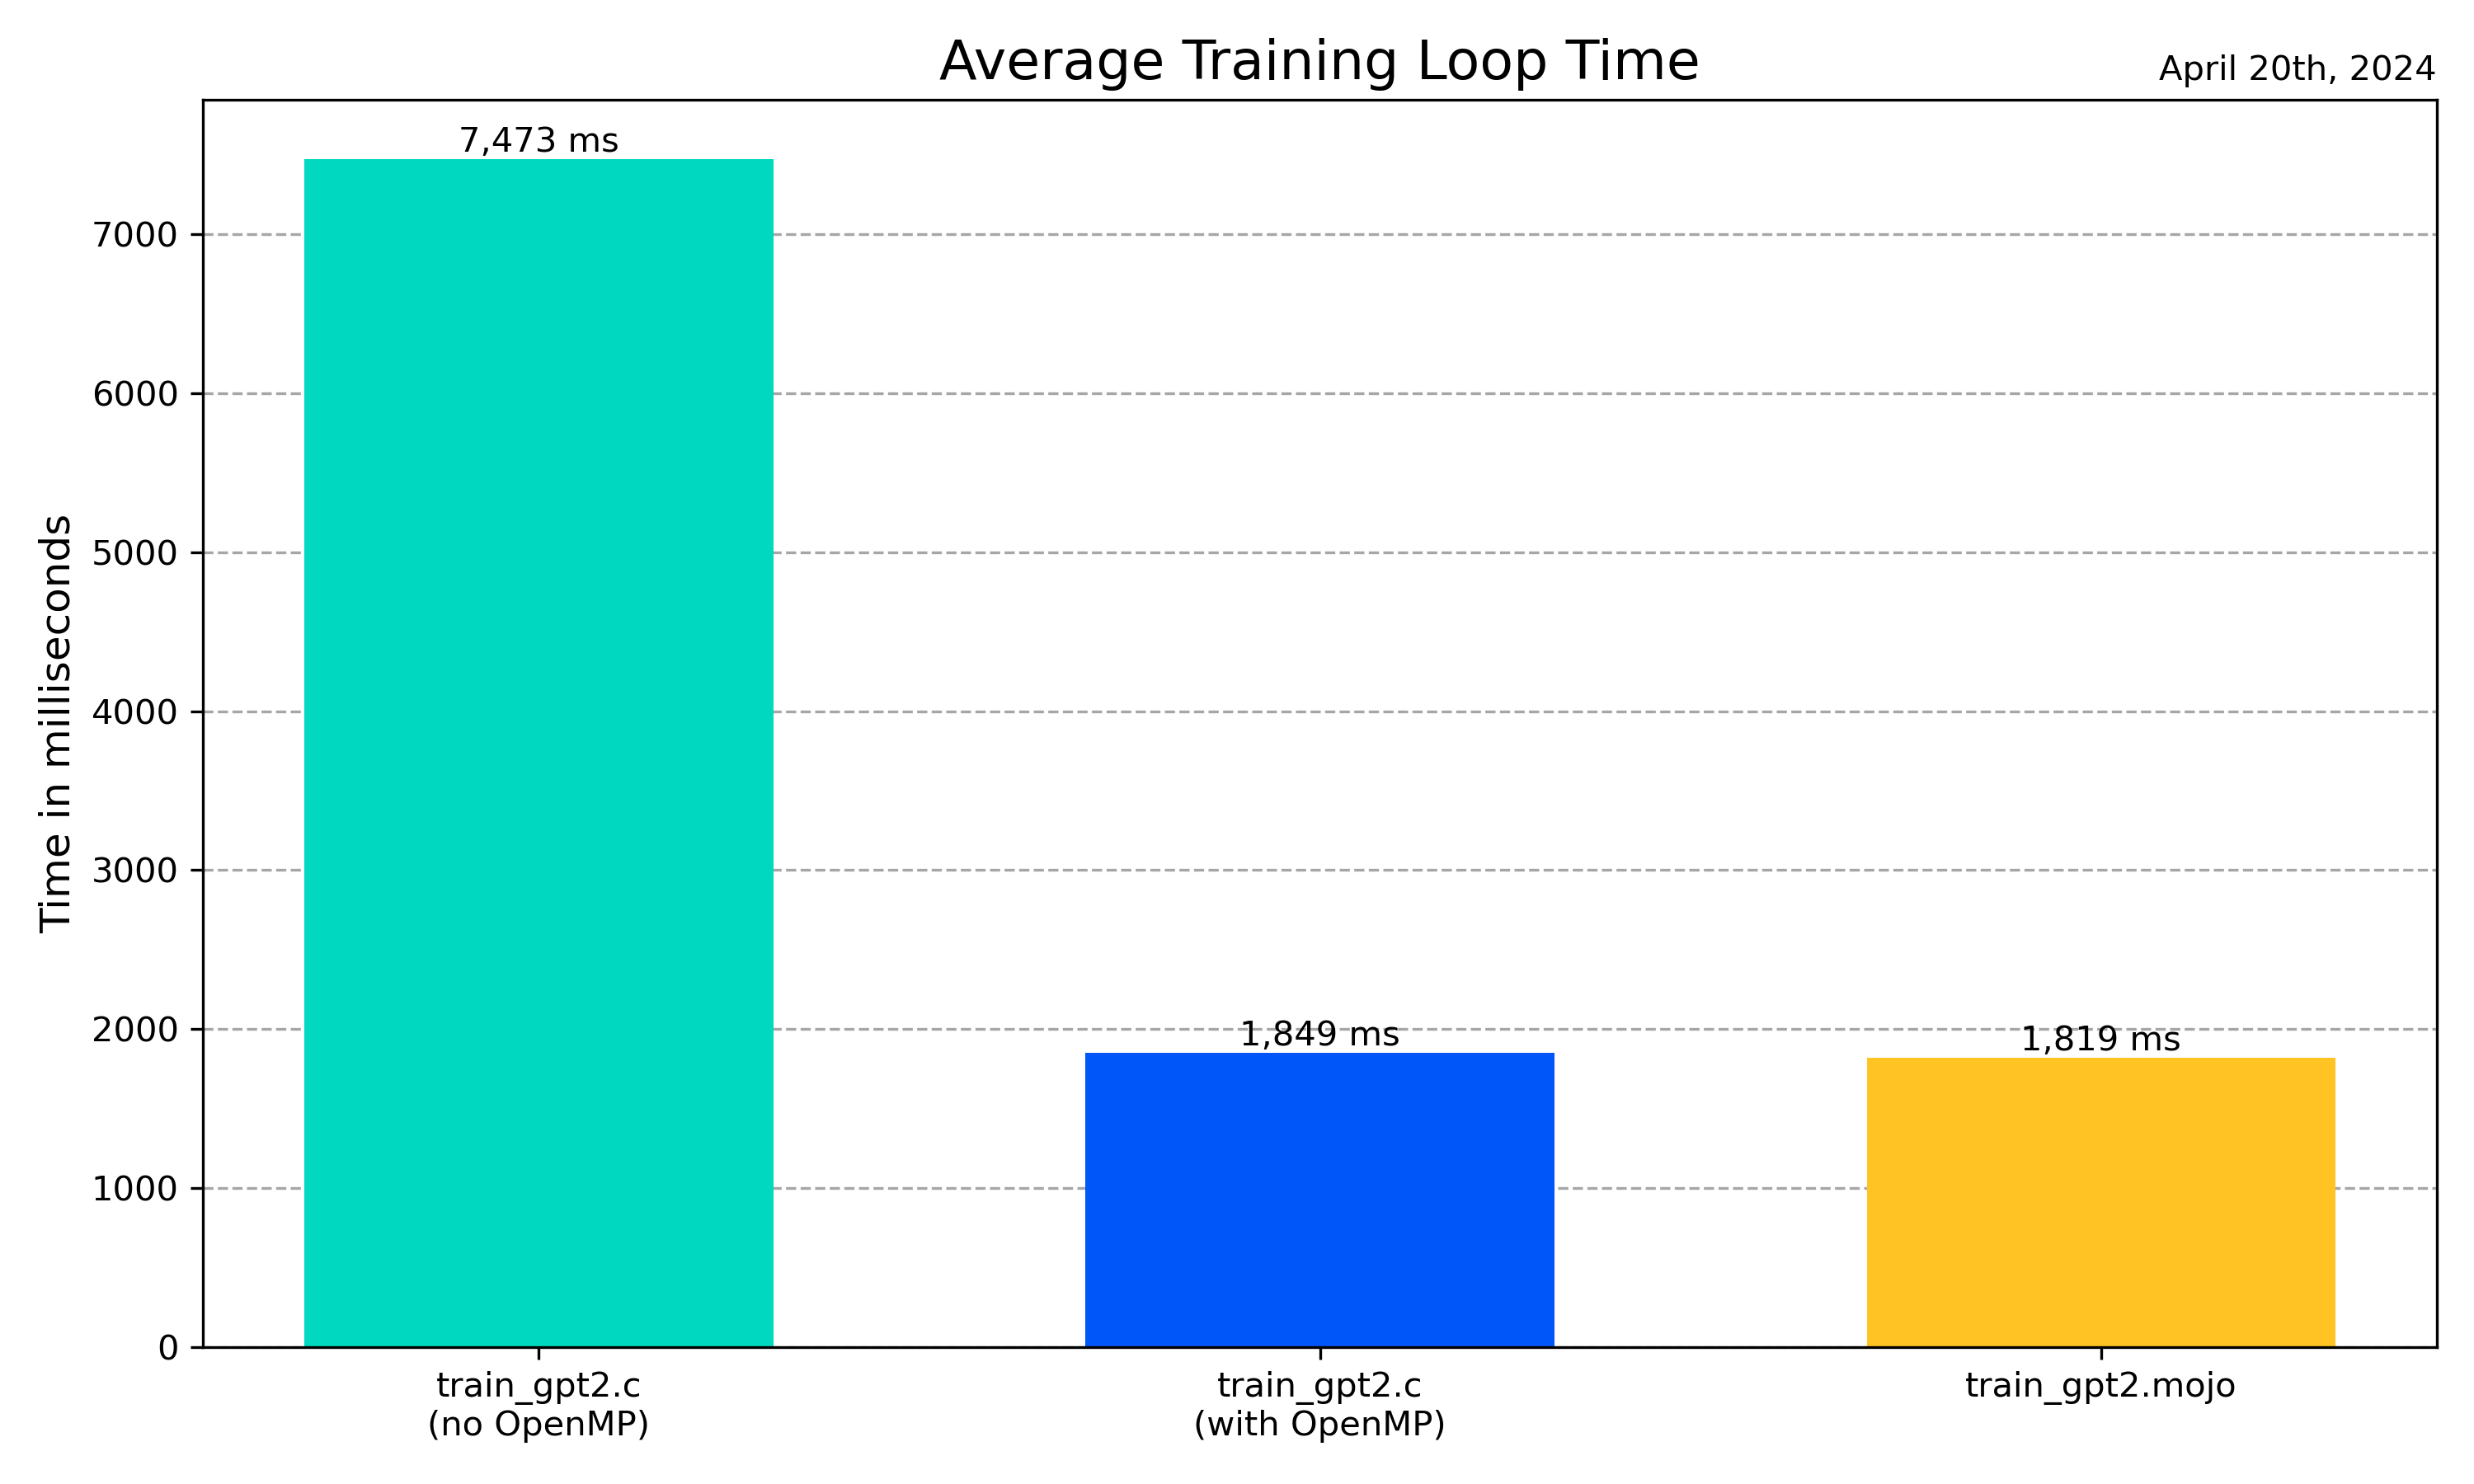 Average Training Loop Time
April 20th, 2024
Time in milliseconds
7000
6000
5000
4000
3000
2000
1000
0
7,473 ms
1,849 ms
1,819 ms
train_gpt2.c
(no OpenMP)
train_gpt2.c
(with OpenMP)
train_gpt2.mojo